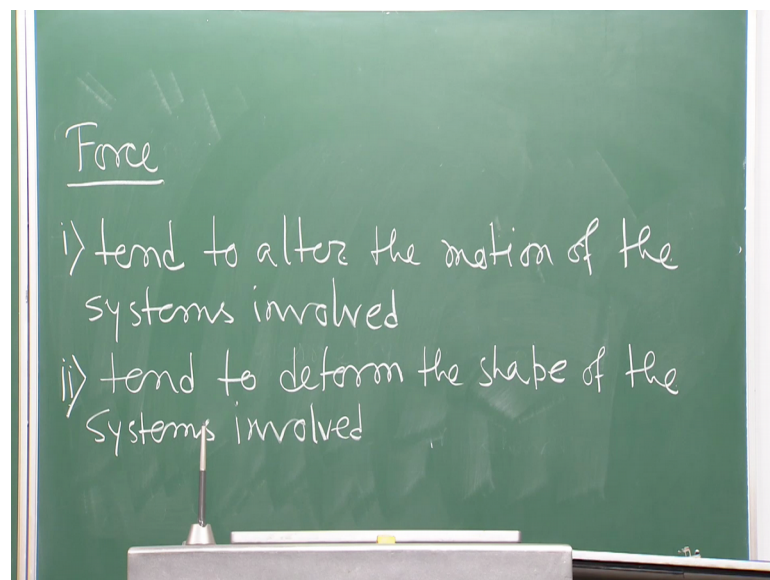 Force
i) tend to alter the motion of the
systems involved
ii) tend to deform the shape of the
systems involved